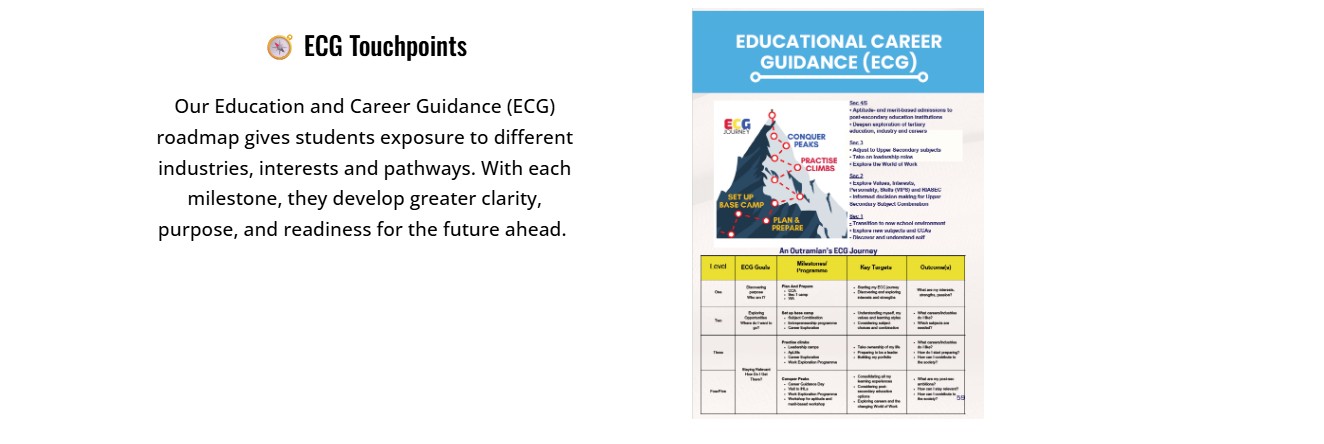 ECG Touchpoints
Our Education and Career Guidance (ECG)
roadmap gives students exposure to different
industries, interests and pathways. With each
milestone, they develop greater clarity,
purpose, and readiness for the future ahead.
EDUCATIONAL CAREER
GUIDANCE (ECG)
ECG
JOURNEY
CONQUER
PEAKS
PRACTISE
CLIMBS
SET UP
BASE CAMP
PLAN &
PREPARE
Sec 4/5
• Aptitude- and merit-based admissions to
post-secondary education institutions
• Deepen exploration of tertiary
education, industry and careers
Sec 3
• Adjust to Upper Secondary subjects
• Take on leadership roles
• Explore the World of Work
Sec 2
• Explore Values, Interests,
Personality, Skills (VIPS) and RIASEC
• Informed decision making for Upper
Secondary Subject Combination
Sec 1
• Transition to new school environment
• Explore new subjects and CCAs
• Discover and understand self
An Outramian's ECG Journey
Level
ECG Goals
Milestones/
Programme
Key Targets
Outcome(s)
One
Discovering
purpose
Who am I?
Plan And Prepare
• CCA
• Sec 1 camp
• Starting my ECG journey
• Discovering and exploring
interests and strengths
What are my interests,
strengths, passion?
Two
Exploring
Opportunities
Where do I want to
go?
Set up base camp
• Subject Combination
• Entrepreneurship programme
• Career Exploration
• Understanding myself, my
values and learning styles
• Considering subject
choices and combination
• What careers/industries
do I like?
• Which subjects are
needed?
Three
Staying Relevant
How Do I Get
There?
Practise climbs
• Leadership camps
• Career Exploration
• Work Exploration Programme
• Take ownership of my life
• Preparing to be a leader
• Building my portfolio
• What careers/industries
do I like?
• How do I start preparing?
• How can I contribute to
the society?
Four/Five
Conquer Peaks
• Career Guidance Day
• Visit to IHLs
• Work Exploration Programme
• Workshop for aptitude and
merit-based workshop
• Consolidating all my
learning experiences
• Considering post-
secondary education
options
• Exploring careers and the
changing World of Work
• What are my post-sec
ambitions?
• How can I stay relevant?
• How can I contribute to
the society?
59